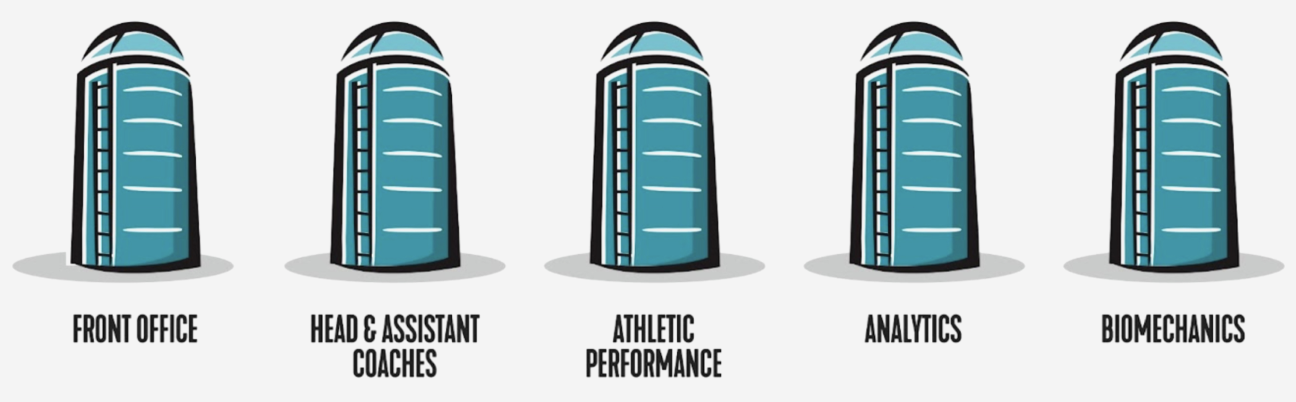 FRONT OFFICE
HEAD & ASSISTANT
COACHES
ATHLETIC
PERFORMANCE
ANALYTICS
BIOMECHANICS